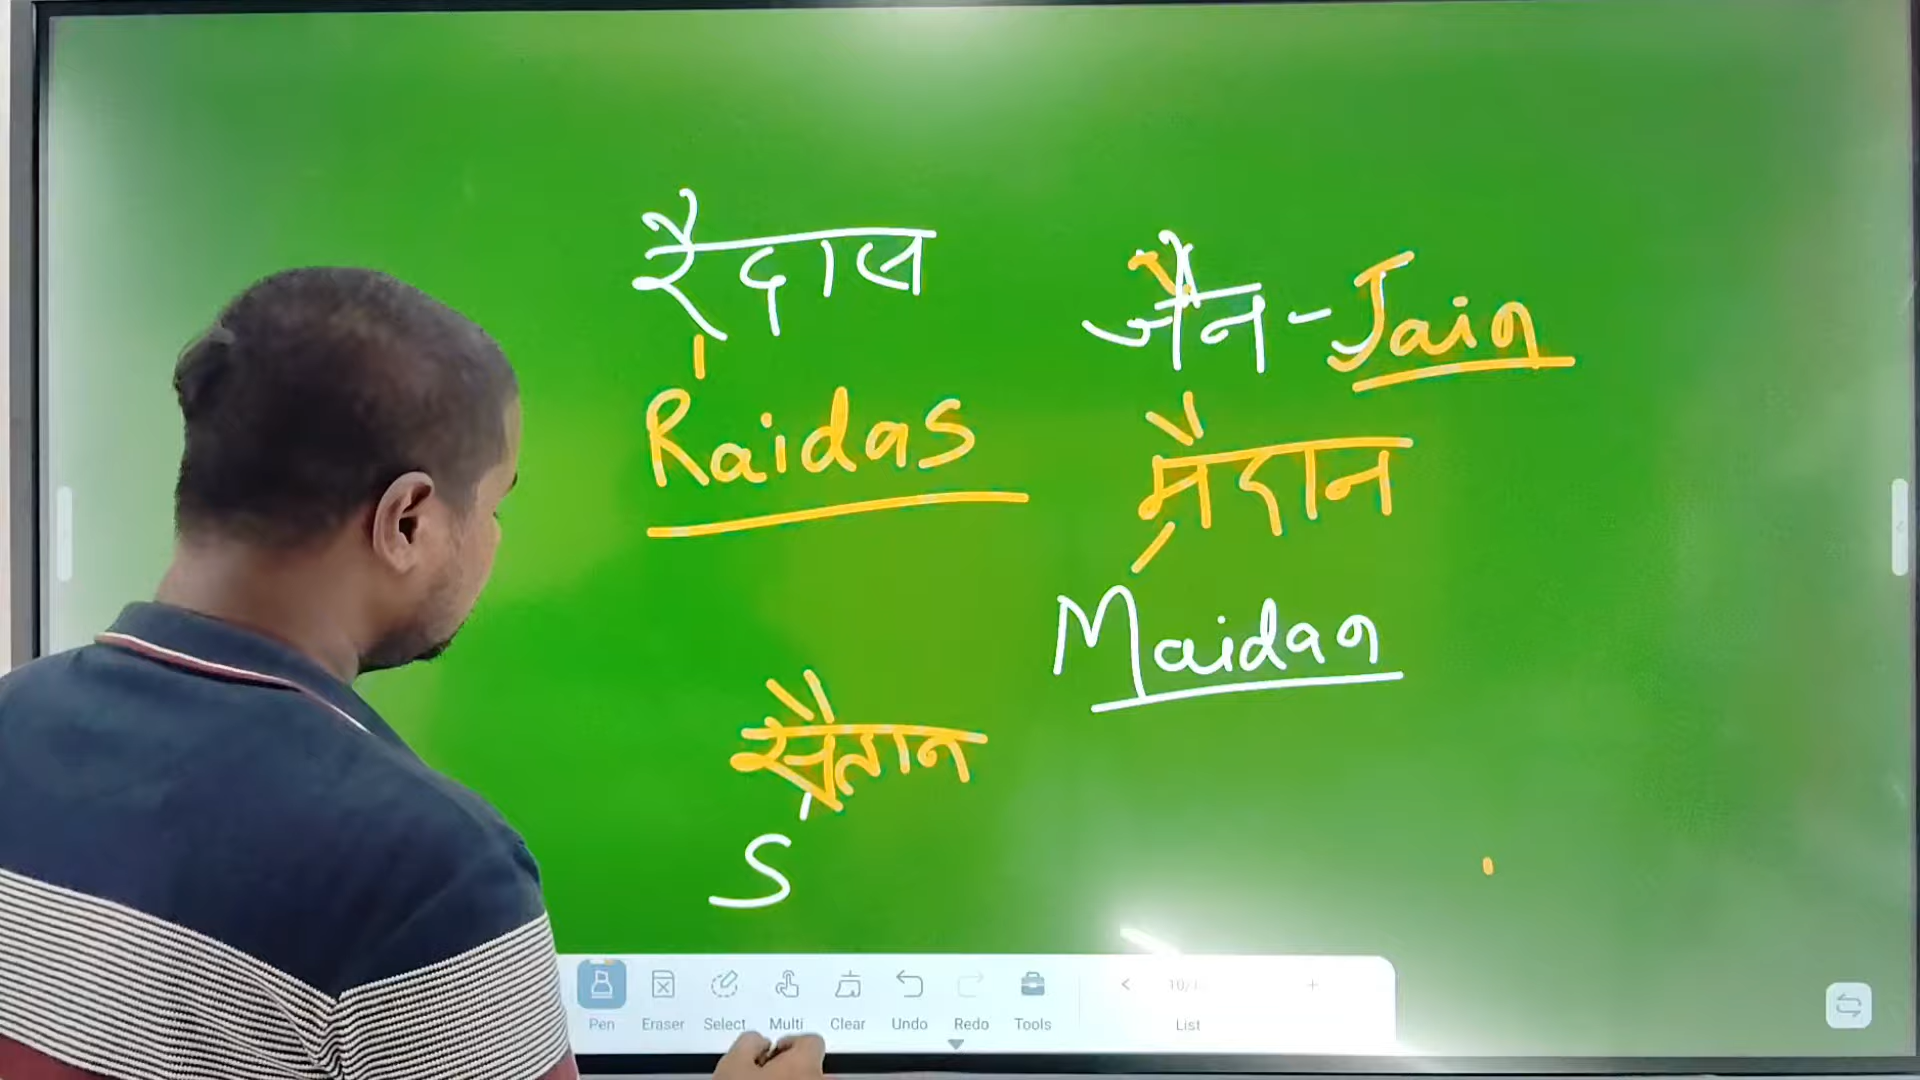 रैदास
जैन - Jain
Raidas
मैदान
Maidan
सैतान
S
Pen Eraser Select Multi Clear Undo Redo Tools
List